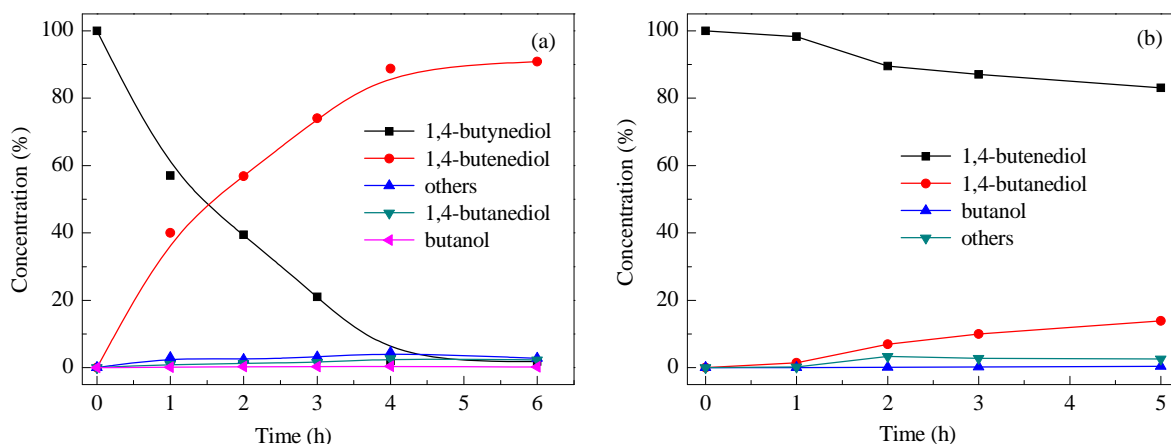 (a)
Concentration (%)
100
80
60
40
20
0
1,4-butynediol
1,4-butenediol
others
1,4-butanediol
butanol
0 1 2 3 4 5 6
Time (h)
(b)
Concentration (%)
100
80
60
40
20
0
1,4-butenediol
1,4-butanediol
butanol
others
0 1 2 3 4 5
Time (h)